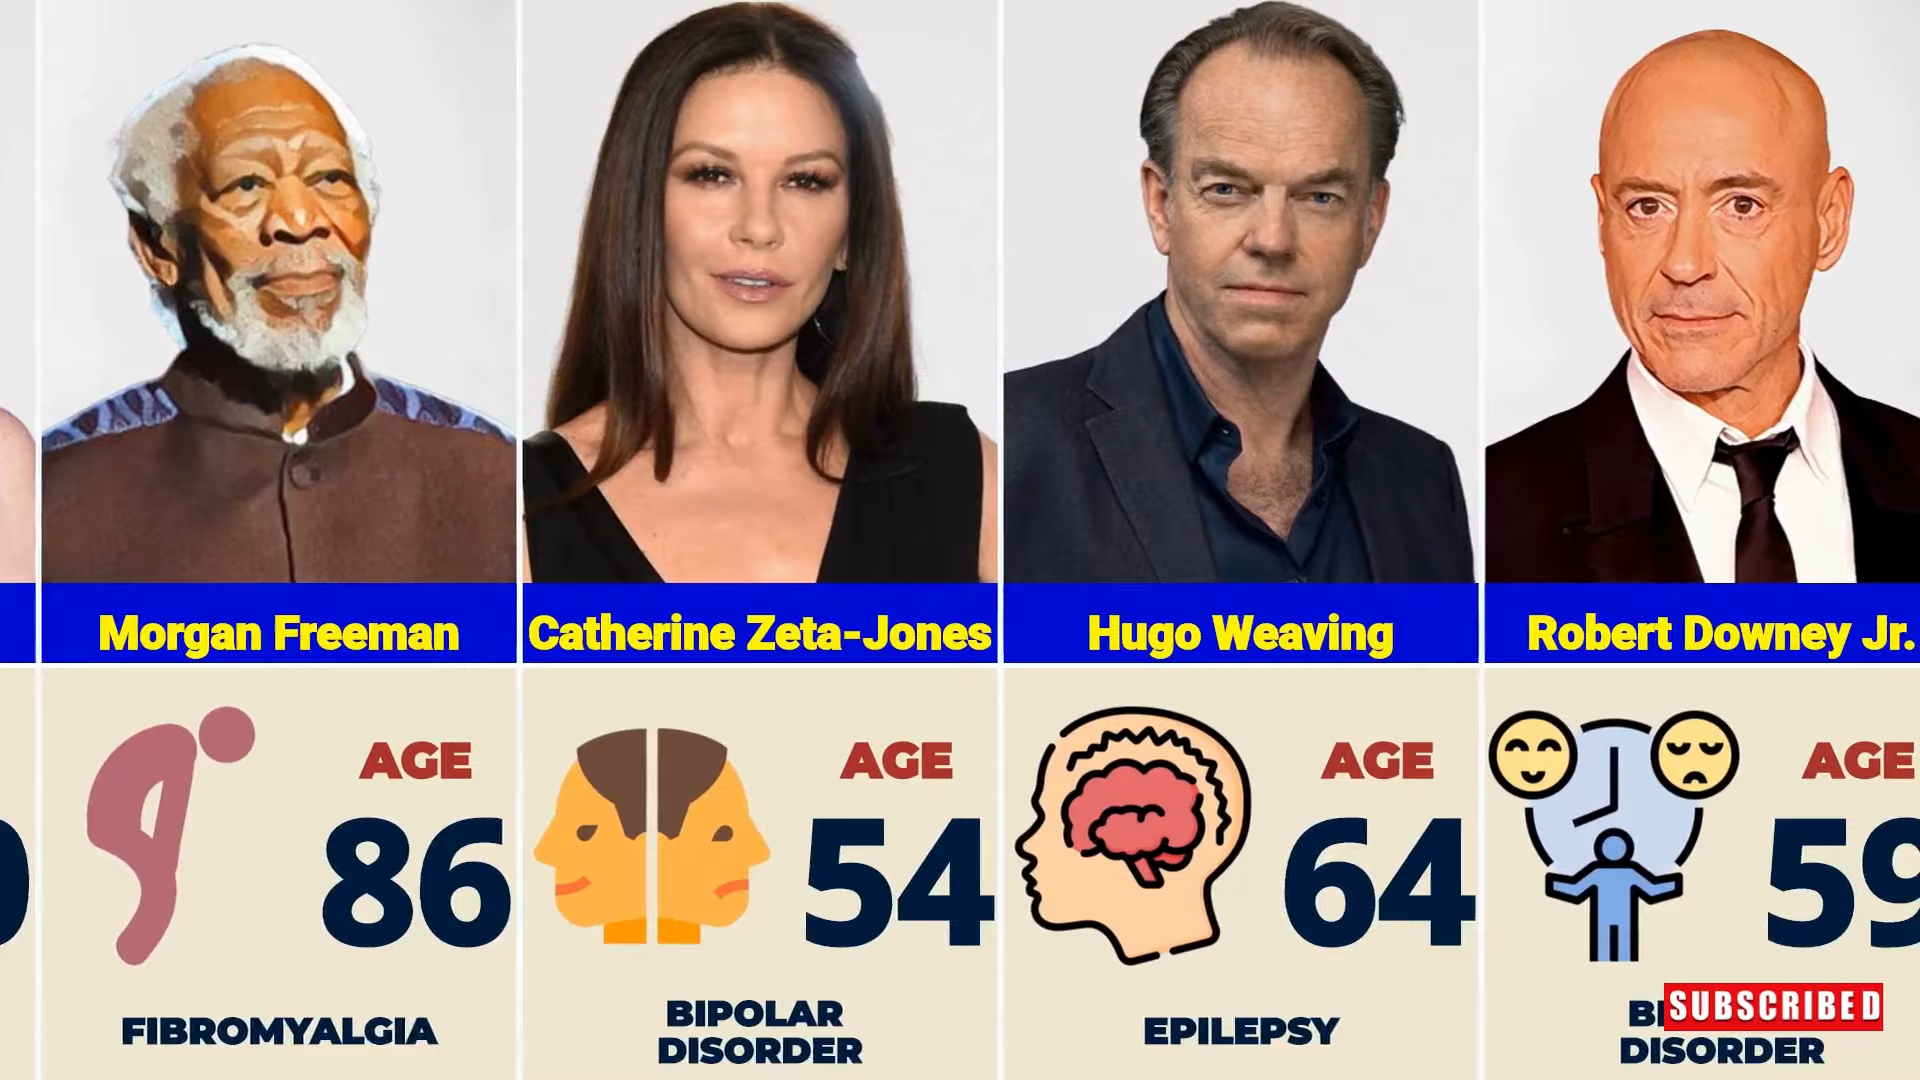 Morgan Freeman
Catherine Zeta-Jones
Hugo Weaving
Robert Downey Jr.
AGE
86
FIBROMYALGIA
AGE
54
BIPOLAR
DISORDER
AGE
64
EPILEPSY
AGE
59
DISORDER
SUBSCRIBED